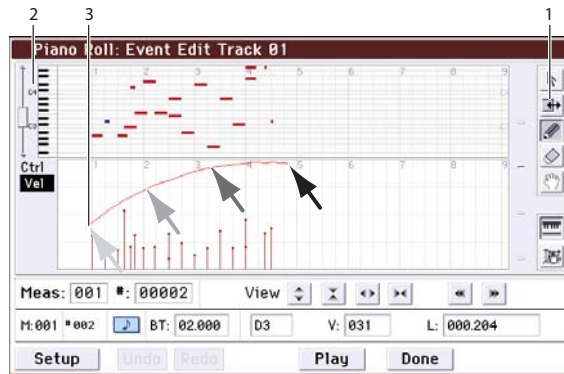 2 3 1
Piano Roll: Event Edit Track 01
C4
C3
1 2 3 4 5 6 7 8 9
Ctrl
Vel
1 2 3 4 5 6 7 8 9
Meas: 001 #: 00002 View
M:001 #002 BT: 02.000 D3 V: 031 L: 000.204
Setup Undo Redo Play Done